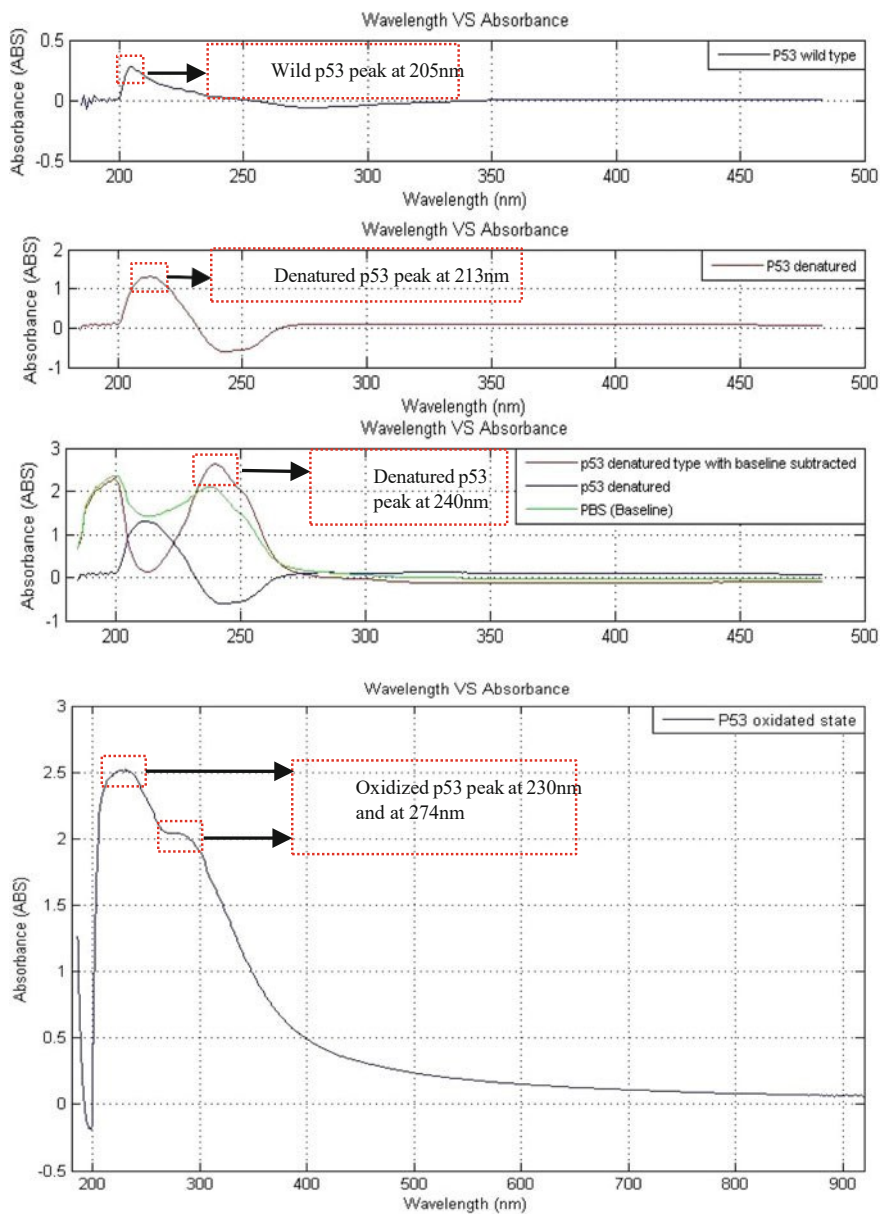 Wavelength VS Absorbance
0.5
0
-0.5
Absorbance (ABS)
Wild p53 peak at 205nm
P53 wild type
200 250 300 350 400 450 500
Wavelength (nm)
Wavelength VS Absorbance
2
1
0
-1
Absorbance (ABS)
Denatured p53 peak at 213nm
P53 denatured
200 250 300 350 400 450 500
Wavelength (nm)
Wavelength VS Absorbance
3
2
1
0
-1
Absorbance (ABS)
Denatured p53
peak at 240nm
p53 denatured type with baseline subtracted
p53 denatured
PBS (Baseline)
200 250 300 350 400 450 500
Wavelength VS Absorbance
3
2.5
2
1.5
1
0.5
0
-0.5
Absorbance (ABS)
P53 oxidated state
Oxidized p53 peak at 230nm
and at 274nm
200 300 400 500 600 700 800 900
Wavelength (nm)